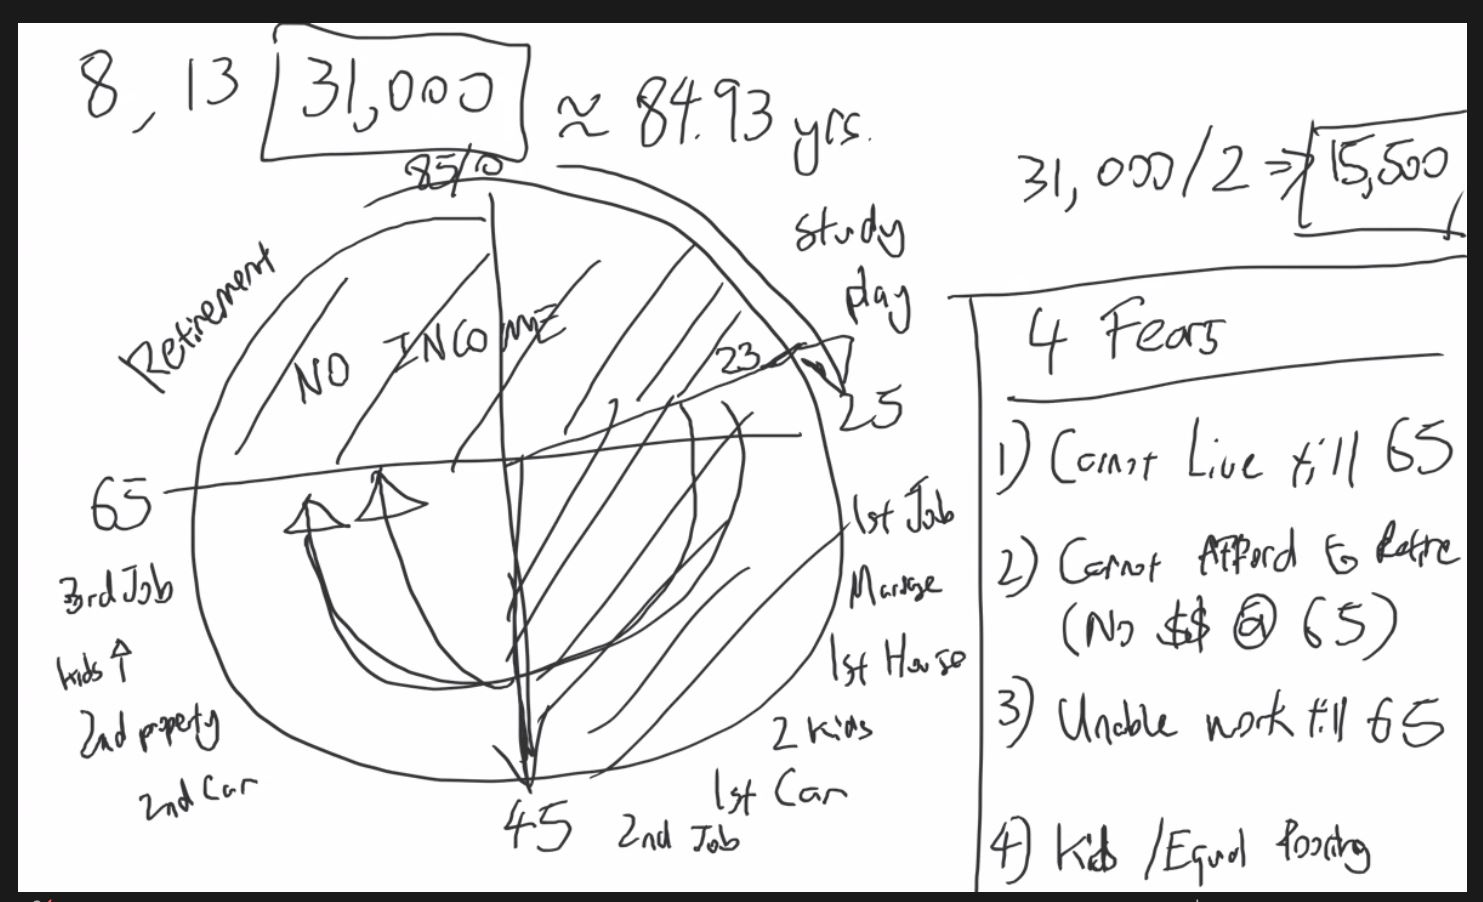 8, 13 31,000 ≈ 84.93 yrs.
31,000/2 ⇒ 15,500
85/0
Study
play
25
23
NO INCOME
Retirement
65
3rd Job
kids ↑
2nd property
2nd Car
45
1st Job
1st House
2 kids
1st Car
2nd Job
4 Fears
1) Cannot Live till 65
2) Cannot Afford to Retire
(No $$ @ 65)
3) Unable work till 65
4) Kids /Equal